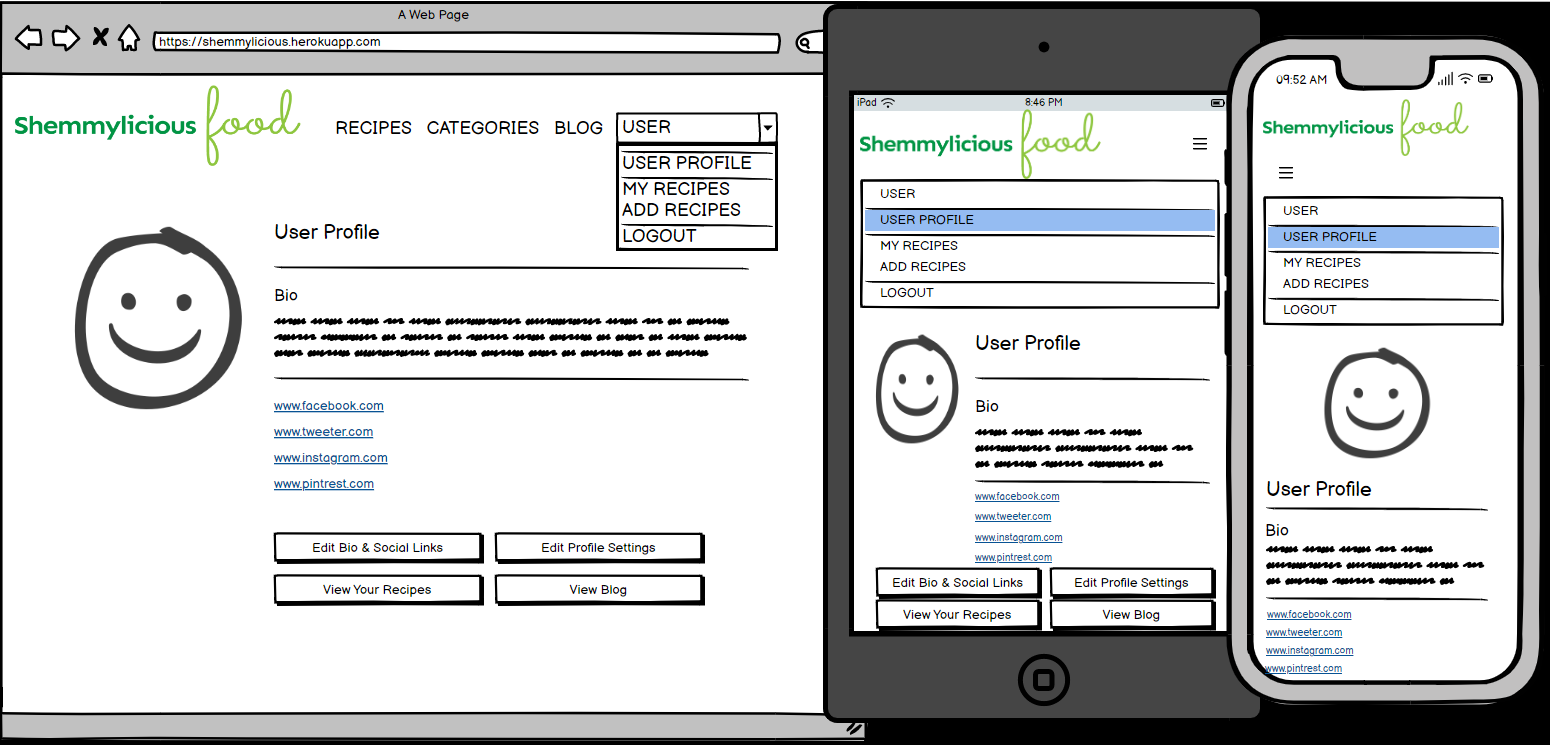 A Web Page
https://shemmylicious.herokuapp.com
Shemmylicious food
RECIPES CATEGORIES BLOG USER
USER PROFILE
MY RECIPES
ADD RECIPES
LOGOUT
User Profile
Bio
www.facebook.com
www.tweeter.com
www.instagram.com
www.pintrest.com
Edit Bio & Social Links Edit Profile Settings
View Your Recipes View Blog
iPad 8:46 PM
Shemmylicious food
USER
USER PROFILE
MY RECIPES
ADD RECIPES
LOGOUT
User Profile
Bio
www.facebook.com
www.tweeter.com
www.instagram.com
www.pintrest.com
Edit Bio & Social Links Edit Profile Settings
View Your Recipes View Blog
09:52 AM
Shemmylicious food
USER
USER PROFILE
MY RECIPES
ADD RECIPES
LOGOUT
User Profile
Bio
www.facebook.com
www.tweeter.com
www.instagram.com
www.pintrest.com